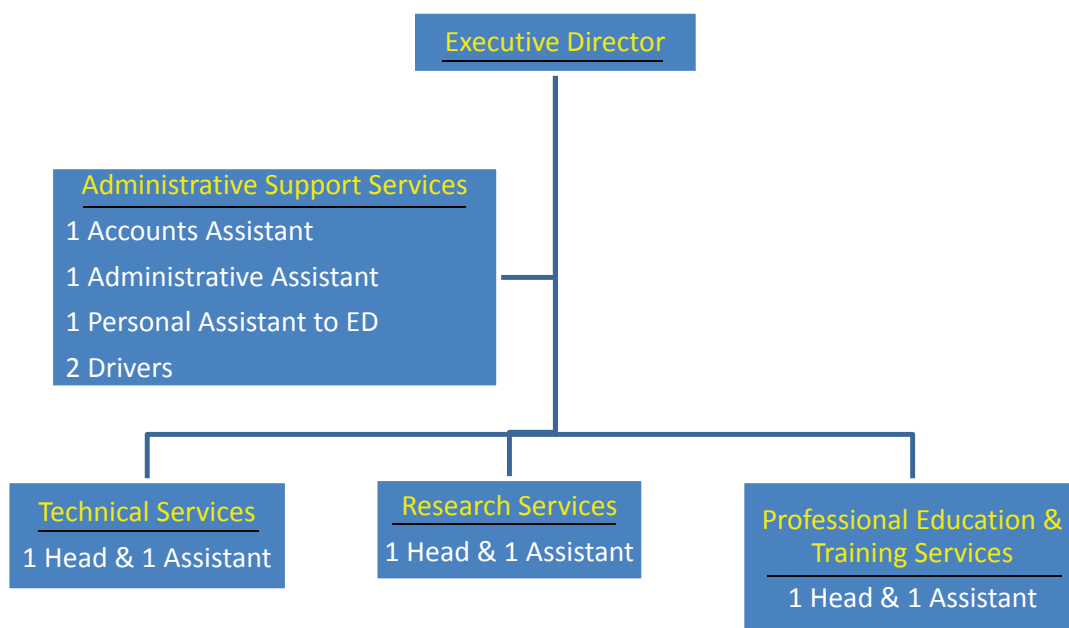 Executive Director
Administrative Support Services
1 Accounts Assistant
1 Administrative Assistant
1 Personal Assistant to ED
2 Drivers
Technical Services
1 Head & 1 Assistant
Research Services
1 Head & 1 Assistant
Professional Education &
Training Services
1 Head & 1 Assistant